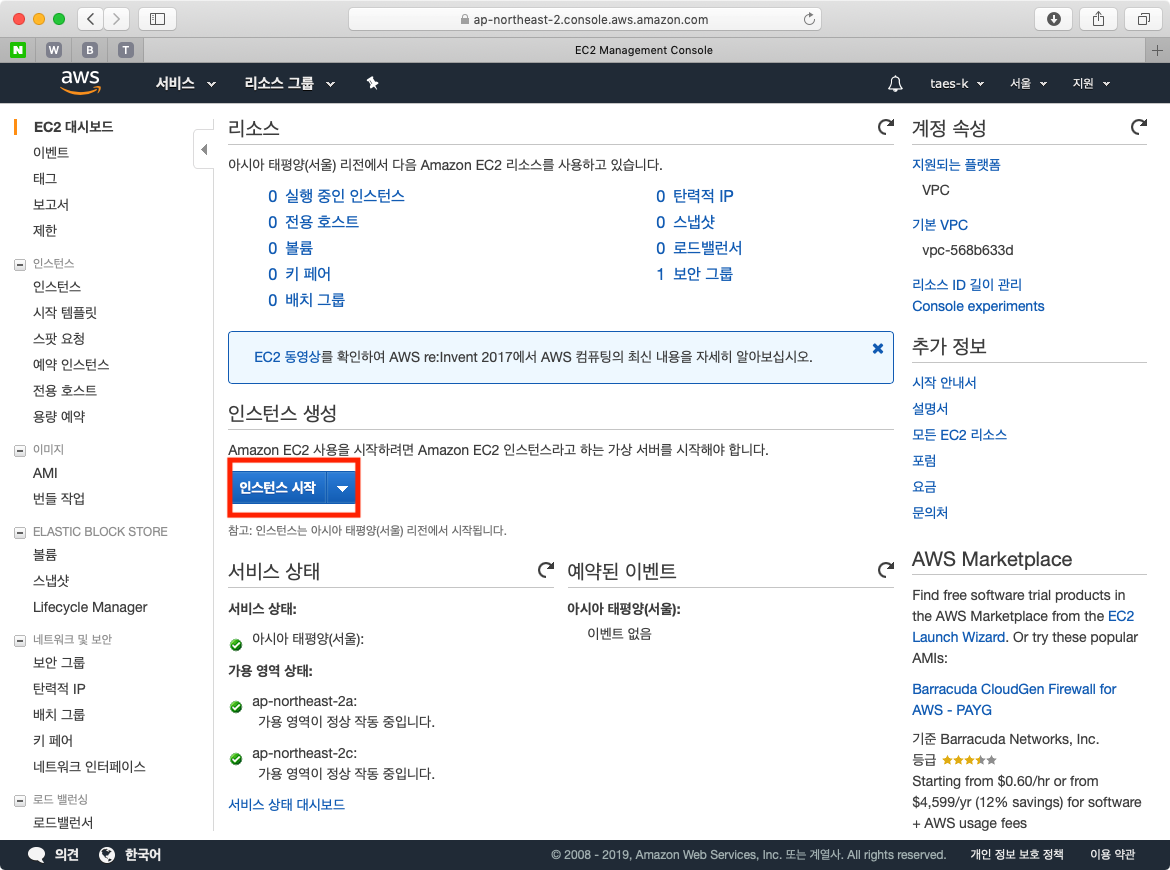 ap-northeast-2.console.aws.amazon.com
N W B T EC2 Management Console
aws 서비스 리소스 그룹 taes-k 서울 지원
EC2 대시보드
이벤트
태그
보고서
제한
인스턴스
인스턴스
시작 템플릿
스팟 요청
예약 인스턴스
전용 호스트
용량 예약
이미지
AMI
번들 작업
ELASTIC BLOCK STORE
볼륨
스냅샷
Lifecycle Manager
네트워크 및 보안
보안 그룹
탄력적 IP
배치 그룹
키 페어
네트워크 인터페이스
로드 밸런싱
로드밸런서
리소스
아시아 태평양(서울) 리전에서 다음 Amazon EC2 리소스를 사용하고 있습니다.
0 실행 중인 인스턴스 0 탄력적 IP
0 전용 호스트 0 스냅샷
0 볼륨 0 로드밸런서
0 키 페어 1 보안 그룹
0 배치 그룹
EC2 동영상를 확인하여 AWS re:Invent 2017에서 AWS 컴퓨팅의 최신 내용을 자세히 알아보십시오.
인스턴스 생성
Amazon EC2 사용을 시작하려면 Amazon EC2 인스턴스라고 하는 가상 서버를 시작해야 합니다.
인스턴스 시작
참고: 인스턴스는 아시아 태평양(서울) 리전에서 시작됩니다.
서비스 상태
서비스 상태:
아시아 태평양(서울):
가용 영역 상태:
ap-northeast-2a:
가용 영역이 정상 작동 중입니다.
ap-northeast-2c:
가용 영역이 정상 작동 중입니다.
서비스 상태 대시보드
예약된 이벤트
아시아 태평양(서울):
이벤트 없음
계정 속성
지원되는 플랫폼
VPC
기본 VPC
vpc-568b633d
리소스 ID 길이 관리
Console experiments
추가 정보
시작 안내서
설명서
모든 EC2 리소스
포럼
요금
문의처
AWS Marketplace
Find free software trial products in
the AWS Marketplace from the EC2
Launch Wizard. Or try these popular
AMIs:
Barracuda CloudGen Firewall for
AWS - PAYG
기준 Barracuda Networks, Inc.
등급
Starting from $0.60/hr or from
$4,599/yr (12% savings) for software
+ AWS usage fees
의견 한국어 © 2008 - 2019, Amazon Web Services, Inc. 또는 계열사. All rights reserved. 개인 정보 보호 정책 이용 약관